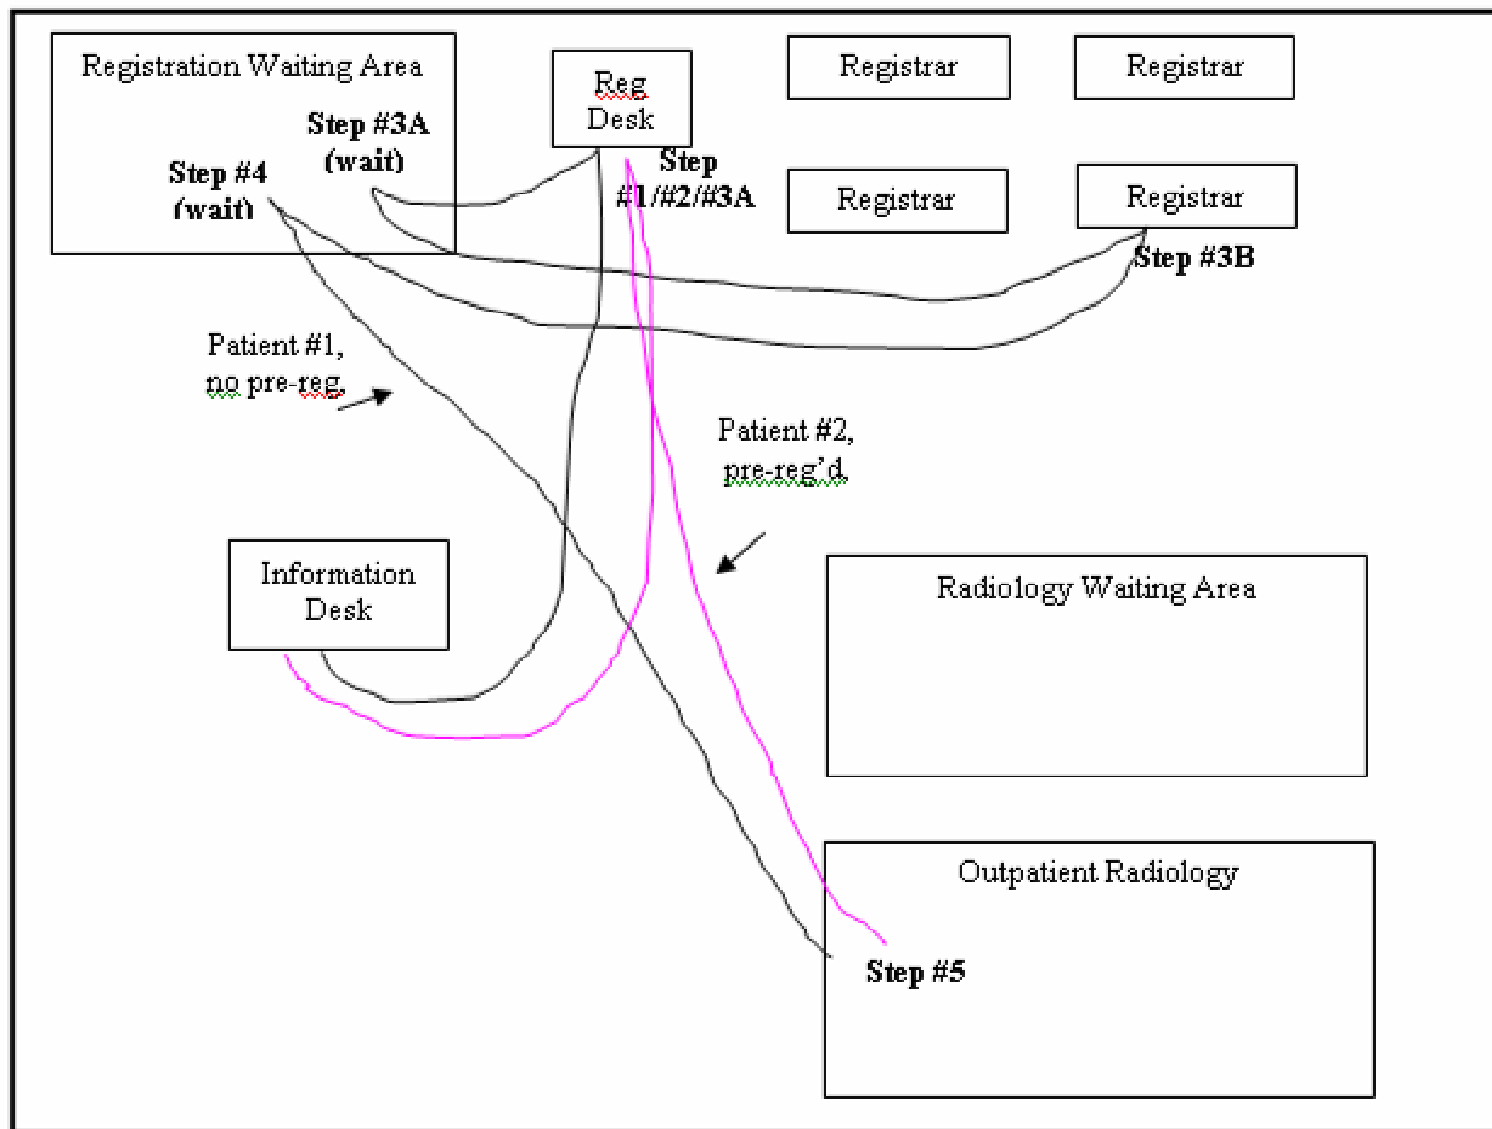 Registration Waiting Area
Step #3A
(wait)
Step #4
(wait)
Reg
Desk
Step
#1/#2/#3A
Registrar
Registrar
Registrar
Registrar
Step #3B
Patient #1,
no pre-reg.
Patient #2,
pre-reg’d.
Information
Desk
Radiology Waiting Area
Outpatient Radiology
Step #5